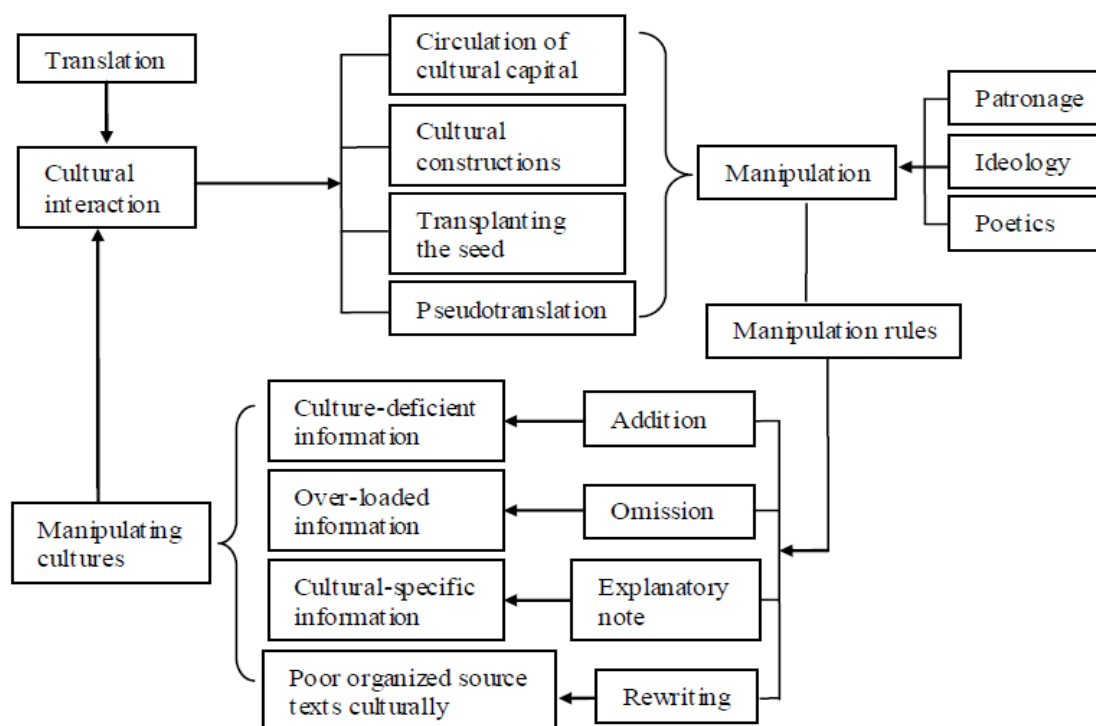 Translation
Cultural
interaction
Circulation of
cultural capital
Cultural
constructions
Transplanting
the seed
Pseudotranslation
Manipulation
Patronage
Ideology
Poetics
Manipulation rules
Culture-deficient
information
Addition
Over-loaded
information
Omission
Manipulating
cultures
Cultural-specific
information
Explanatory
note
Poor organized source
texts culturally
Rewriting